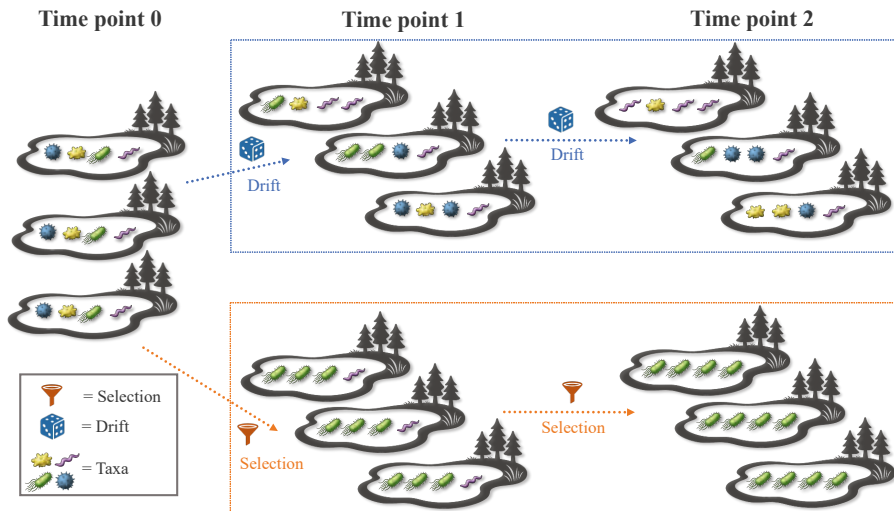 Time point 0
Time point 1
Time point 2
Drift
Drift
Selection
Selection
= Selection
= Drift
= Taxa